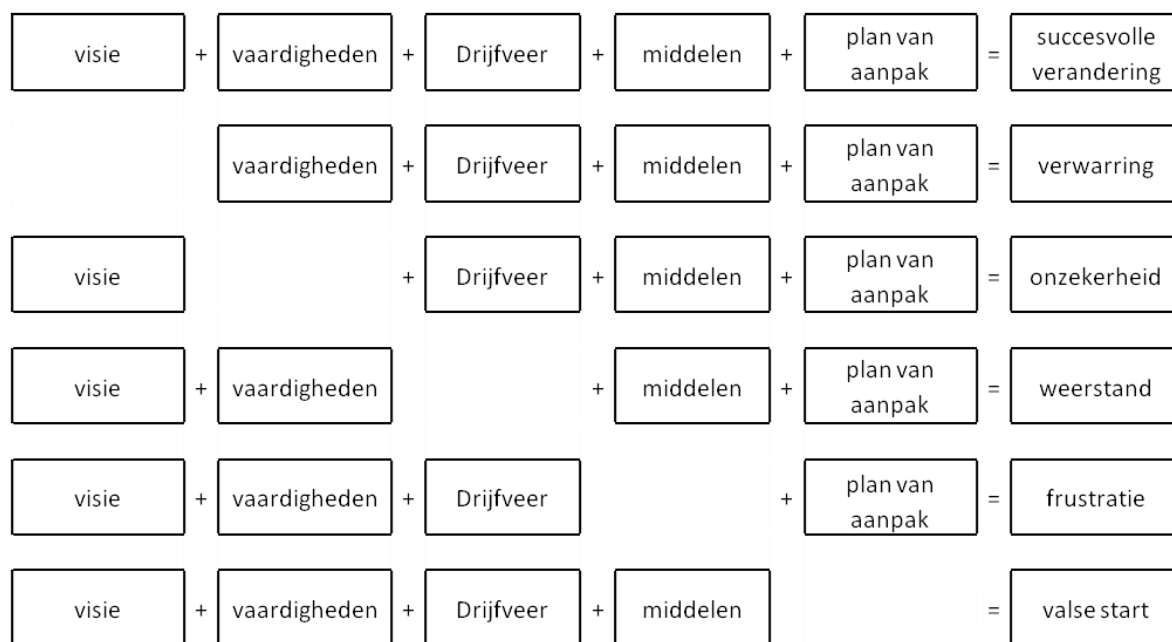 visie + vaardigheden + Drijfveer + middelen + plan van aanpak = succesvolle verandering
vaardigheden + Drijfveer + middelen + plan van aanpak = verwarring
visie + Drijfveer + middelen + plan van aanpak = onzekerheid
visie + vaardigheden + middelen + plan van aanpak = weerstand
visie + vaardigheden + Drijfveer + plan van aanpak = frustratie
visie + vaardigheden + Drijfveer + middelen = valse start